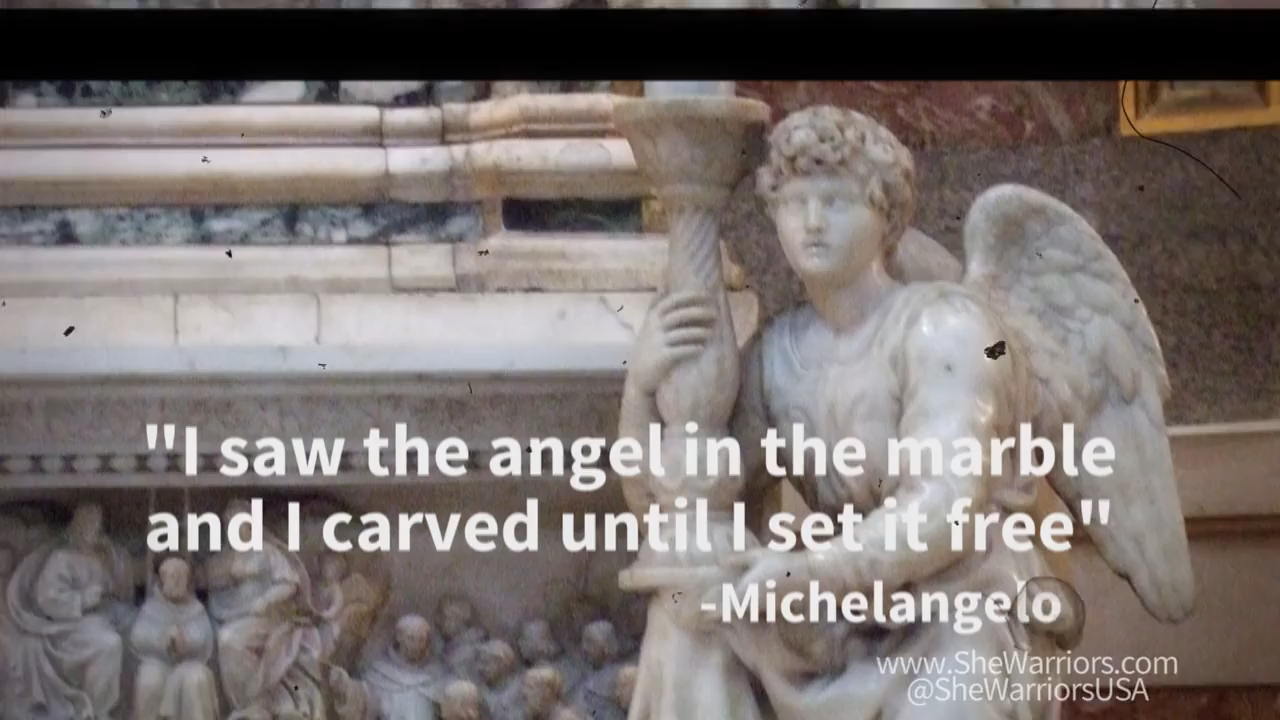 "I saw the angel in the marble
and I carved until I set it free"
-Michelangelo
www.SheWarriors.com
@SheWarriorsUSA